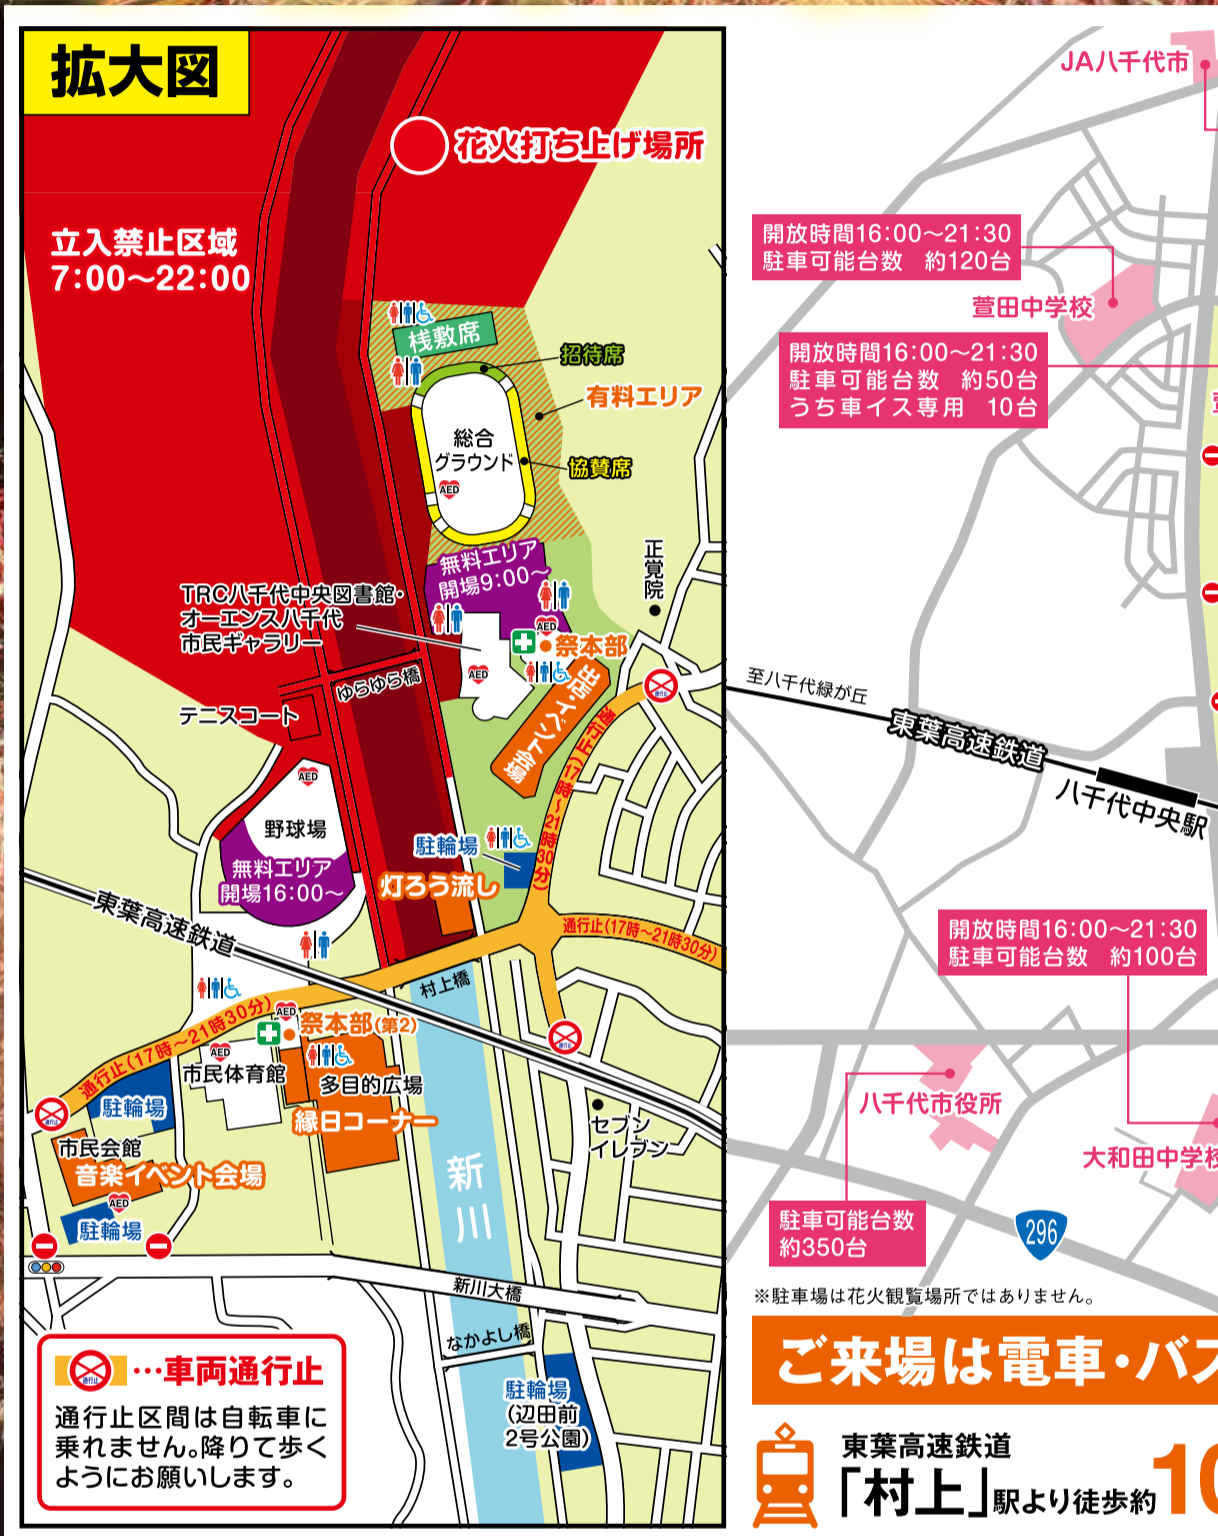 拡大図
花火打ち上げ場所
立入禁止区域
7:00〜22:00
桟敷席
招待席
有料エリア
総合
グラウンド
AED
協賛席
無料エリア
開場9:00〜
正覚院
TRC八千代中央図書館・
オーエンス八千代
市民ギャラリー
AED
祭本部
AED
ゆらゆら橋
出店・イベント会場
通行止
テニスコート
通行止(17時〜21時30分)
AED
野球場
無料エリア
開場16:00〜
駐輪場
灯ろう流し
東葉高速鉄道
通行止(17時〜21時30分)
村上橋
通行止(17時〜21時30分)
AED
祭本部(第2)
AED
市民体育館
多目的広場
縁日コーナー
通行止
通行止
駐輪場
市民会館
音楽イベント会場
AED
駐輪場
セブン
イレブン
新川
新川大橋
なかよし橋
駐輪場
(辺田前
2号公園)
通行止
…車両通行止
通行止区間は自転車に
乗れません。降りて歩く
ようにお願いします。
JA八千代市
開放時間16:00〜21:30
駐車可能台数 約120台
萱田中学校
開放時間16:00〜21:30
駐車可能台数 約50台
うち車イス専用 10台
至八千代緑が丘
東葉高速鉄道
八千代中央駅
開放時間16:00〜21:30
駐車可能台数 約100台
八千代市役所
大和田中学校
駐車可能台数
約350台
296
※駐車場は花火観覧場所ではありません。
ご来場は電車・バス
東葉高速鉄道
「村上」駅より徒歩約10